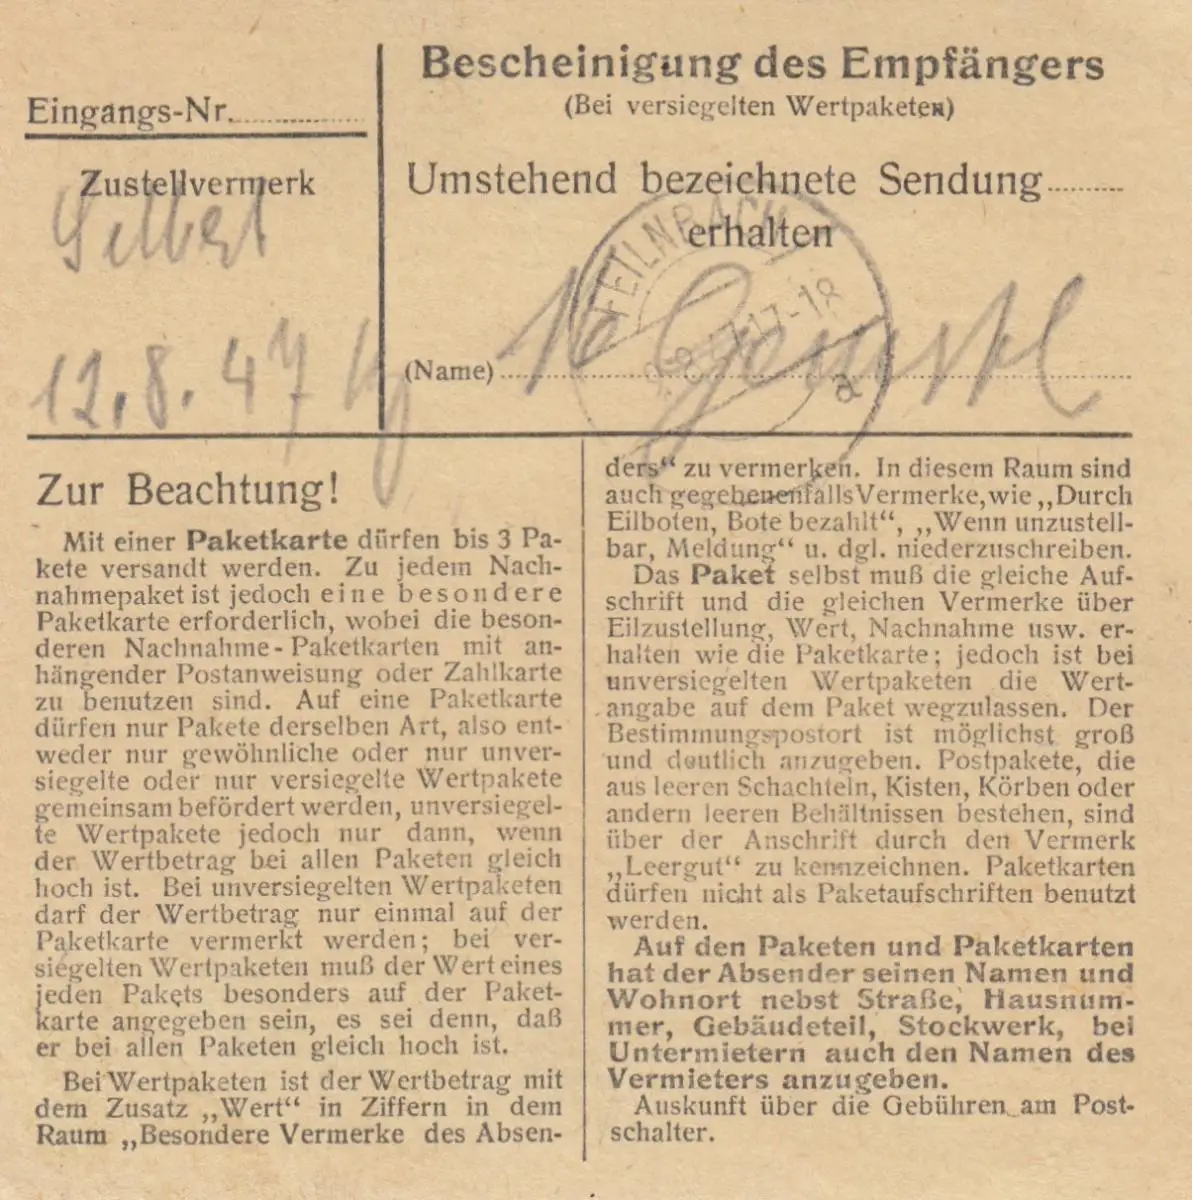 Eingangs-Nr.
Zustellvermerk
Selbst
12.8.47
Bescheinigung des Empfängers
(Bei versiegelten Wertpaketen)
Umstehend bezeichnete Sendung
erhalten
FEILNBACH
17-18
a
(Name)
Zur Beachtung!
Mit einer Paketkarte dürfen bis 3 Pa-
kete versandt werden. Zu jedem Nach-
nahmepaket ist jedoch eine besondere
Paketkarte erforderlich, wobei die beson-
deren Nachnahme-Paketkarten mit an-
hängender Postanweisung oder Zahlkarte
zu benutzen sind. Auf eine Paketkarte
dürfen nur Pakete derselben Art, also ent-
weder nur gewöhnliche oder nur unver-
siegelte oder nur versiegelte Wertpakete
gemeinsam befördert werden, unversiegel-
te Wertpakete jedoch nur dann, wenn
der Wertbetrag bei allen Paketen gleich
hoch ist. Bei unversiegelten Wertpaketen
darf der Wertbetrag nur einmal auf der
Paketkarte vermerkt werden; bei ver-
siegelten Wertpaketen muß der Wert eines
jeden Pakets besonders auf der Paket-
karte angegeben sein, es sei denn, daß
er bei allen Paketen gleich hoch ist.
Bei Wertpaketen ist der Wertbetrag mit
dem Zusatz „Wert“ in Ziffern in dem
Raum „Besondere Vermerke des Absen-
ders“ zu vermerken. In diesem Raum sind
auch gegebenenfalls Vermerke, wie „Durch
Eilboten, Bote bezahlt“, „Wenn unzustell-
bar, Meldung“ u. dgl. niederzuschreiben.
Das Paket selbst muß die gleiche Auf-
schrift und die gleichen Vermerke über
Eilzustellung, Wert, Nachnahme usw. er-
halten wie die Paketkarte; jedoch ist bei
unversiegelten Wertpaketen die Wert-
angabe auf dem Paket wegzulassen. Der
Bestimmungspostort ist möglichst groß
und deutlich anzugeben. Postpakete, die
aus leeren Schachteln, Kisten, Körben oder
andern leeren Behältnissen bestehen, sind
über der Anschrift durch den Vermerk
„Leergut“ zu kennzeichnen. Paketkarten
dürfen nicht als Paketaufschriften benutzt
werden.
Auf den Paketen und Paketkarten
hat der Absender seinen Namen und
Wohnort nebst Straße, Hausnum-
mer, Gebäudeteil, Stockwerk, bei
Untermietern auch den Namen des
Vermieters anzugeben.
Auskunft über die Gebühren am Post-
schalter.